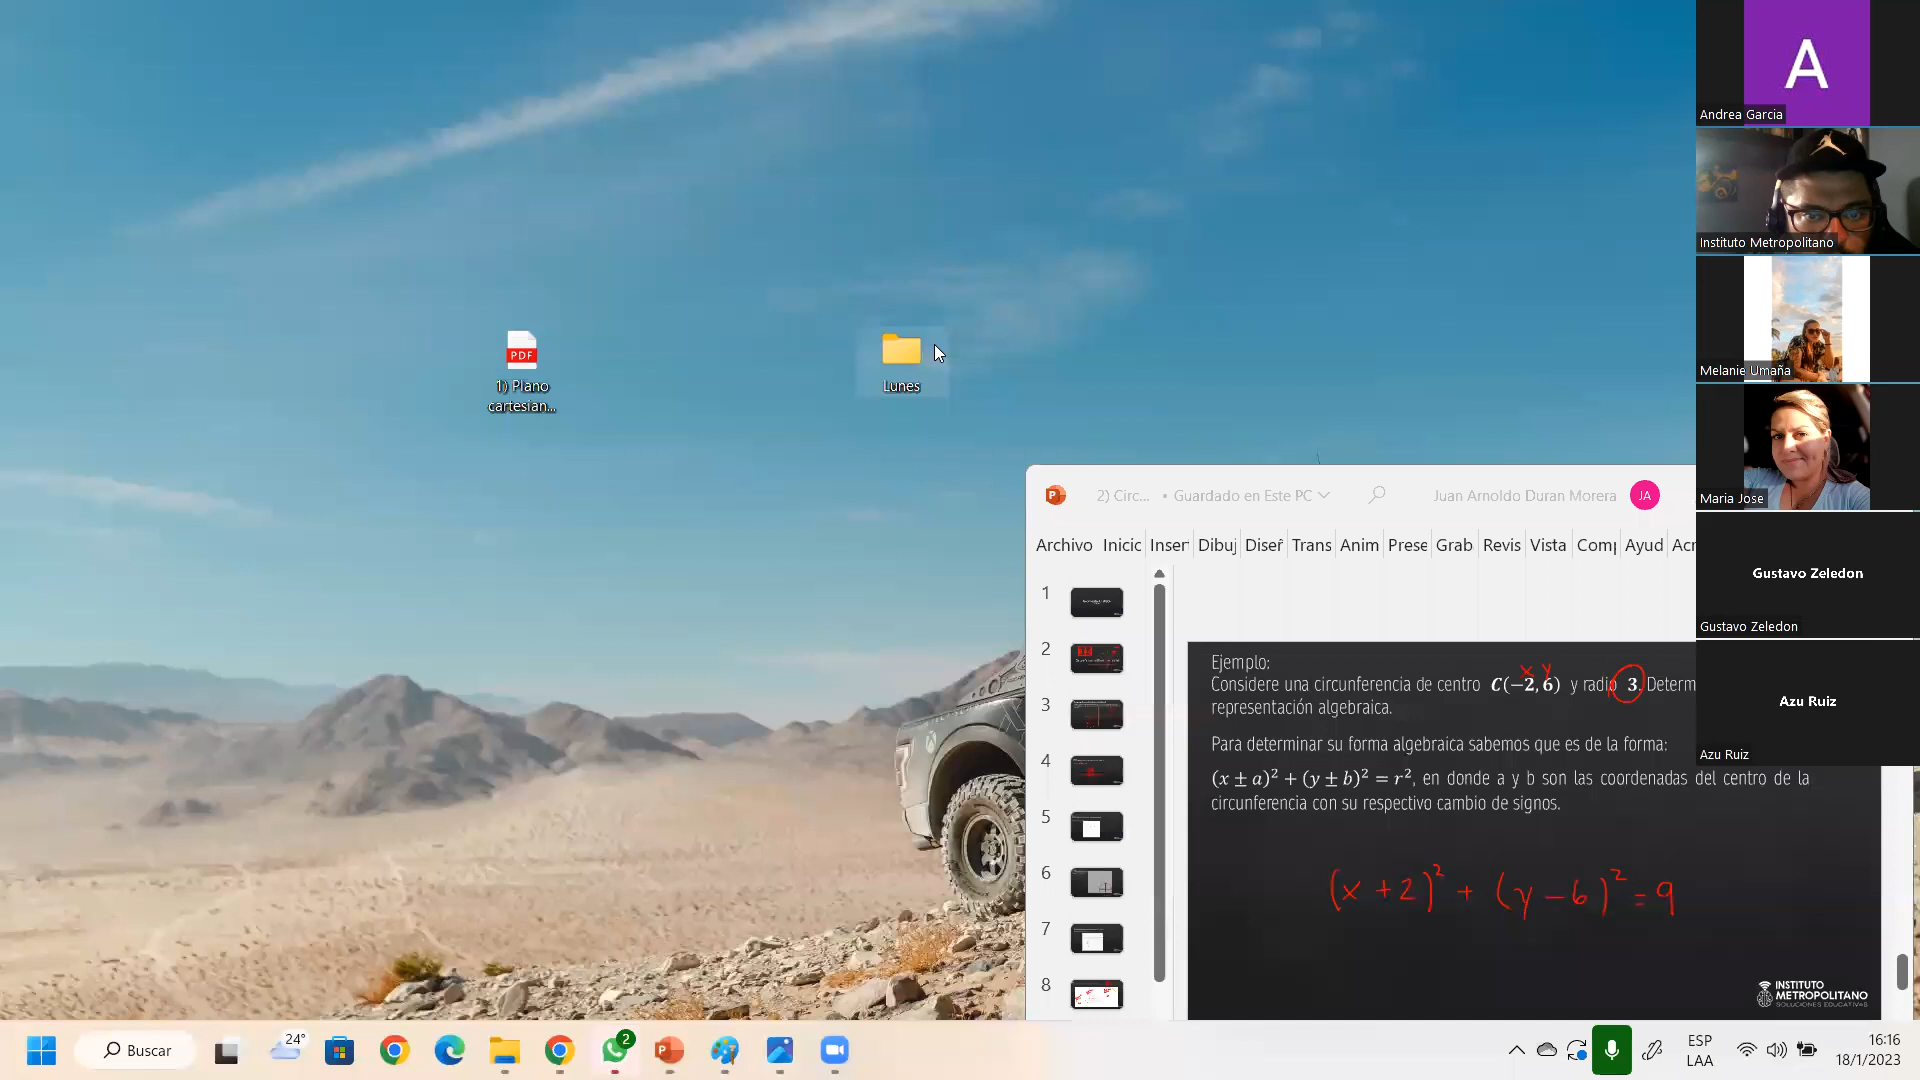 A
Andrea Garcia
Instituto Metropolitano
Melanie Umaña
Maria Jose
Gustavo Zeledon
Gustavo Zeledon
Azu Ruiz
Azu Ruiz
PDF
1) Plano
cartesian...
Lunes
P
2) Circ... • Guardado en Este PC
Juan Arnoldo Duran Morera
JA
Archivo Inicio Inser Dibuj Diseñ Trans Anim Prese Grab Revis Vista Comp Ayud Acr
1
2
3
4
5
6
7
8
Ejemplo:
x y
Considere una circunferencia de centro C(−2, 6) y radio 3. Determ
representación algebraica.
Para determinar su forma algebraica sabemos que es de la forma:
(x ± a)² + (y ± b)² = r², en donde a y b son las coordenadas del centro de la
circunferencia con su respectivo cambio de signos.
(x + 2)² + (y − 6)² = 9
INSTITUTO
METROPOLITANO
SOLUCIONES EDUCATIVAS
Buscar
24°
2
ESP
LAA
16:16
18/1/2023